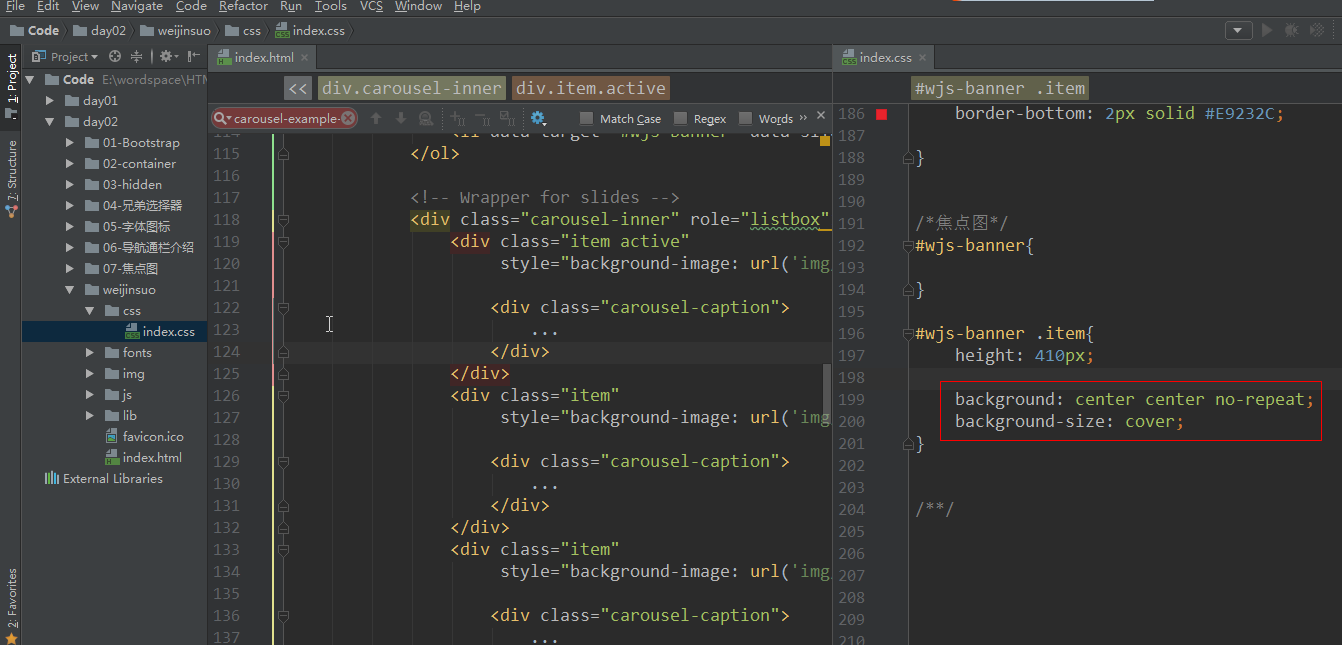 File Edit View Navigate Code Refactor Run Tools VCS Window Help
Code day02 weijinsuo css index.css
1: Project
7: Structure
2: Favorites
Project
Code E:\wordspace\HTM
day01
day02
01-Bootstrap
02-container
03-hidden
04-兄弟选择器
05-字体图标
06-导航通栏介绍
07-焦点图
weijinsuo
css
index.css
fonts
img
js
lib
favicon.ico
index.html
External Libraries
index.html
<< div.carousel-inner div.item.active
carousel-example- Match Case Regex Words »
115 </ol>
116
117 <!-- Wrapper for slides -->
118 <div class="carousel-inner" role="listbox"
119 <div class="item active"
120 style="background-image: url('img
121
122 <div class="carousel-caption">
123 ...
124 </div>
125 </div>
126 <div class="item"
127 style="background-image: url('img
128
129 <div class="carousel-caption">
130 ...
131 </div>
132 </div>
133 <div class="item"
134 style="background-image: url('img
135
136 <div class="carousel-caption">
137 ...
index.css
#wjs-banner .item
186 border-bottom: 2px solid #E9232C;
187
188 }
189
190
191 /*焦点图*/
192 #wjs-banner{
193
194 }
195
196 #wjs-banner .item{
197 height: 410px;
198
199 background: center center no-repeat;
200 background-size: cover;
201 }
202
203
204 /**/
205
206
207
208
209
210